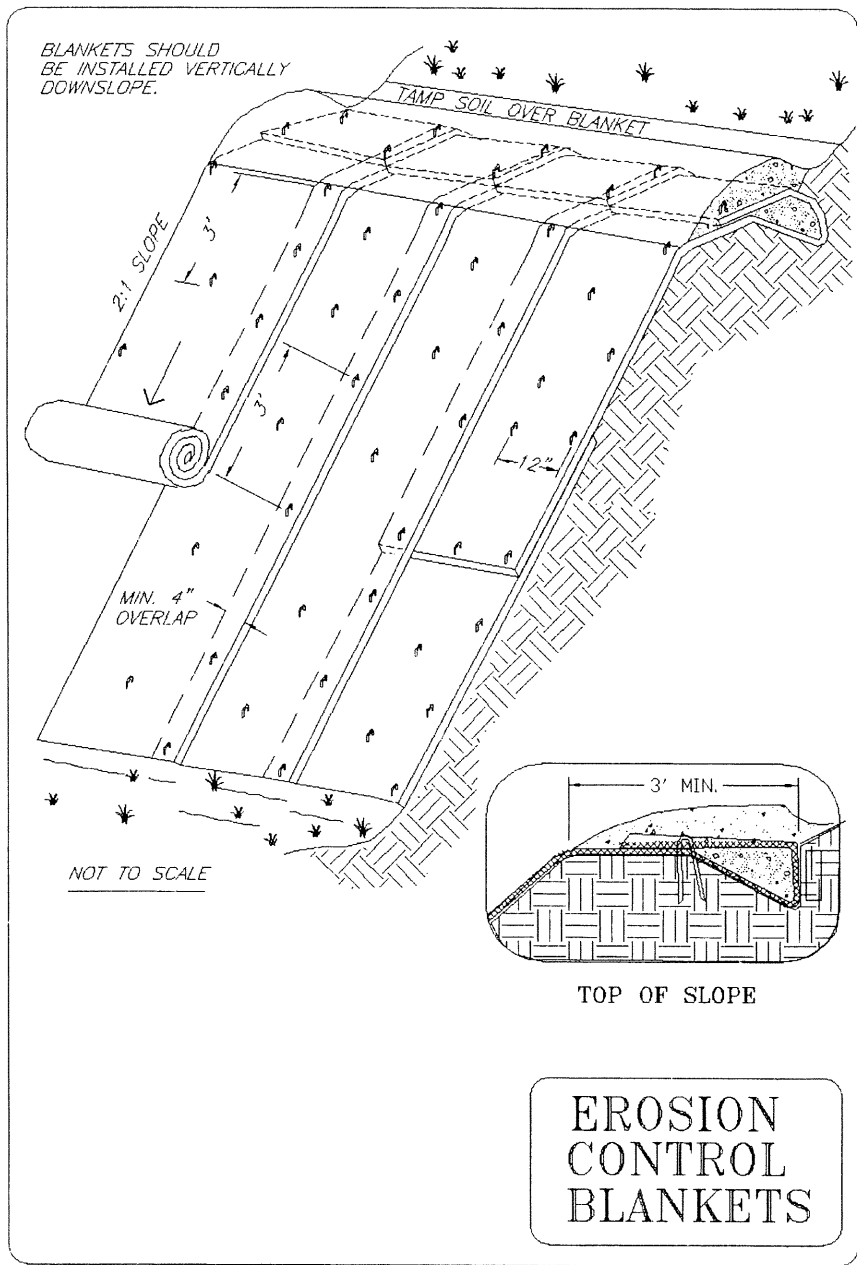 BLANKETS SHOULD
BE INSTALLED VERTICALLY
DOWNSLOPE.
TAMP SOIL OVER BLANKET
2:1 SLOPE
3'
3'
12"
MIN. 4"
OVERLAP
NOT TO SCALE
3' MIN.
TOP OF SLOPE
EROSION
CONTROL
BLANKETS